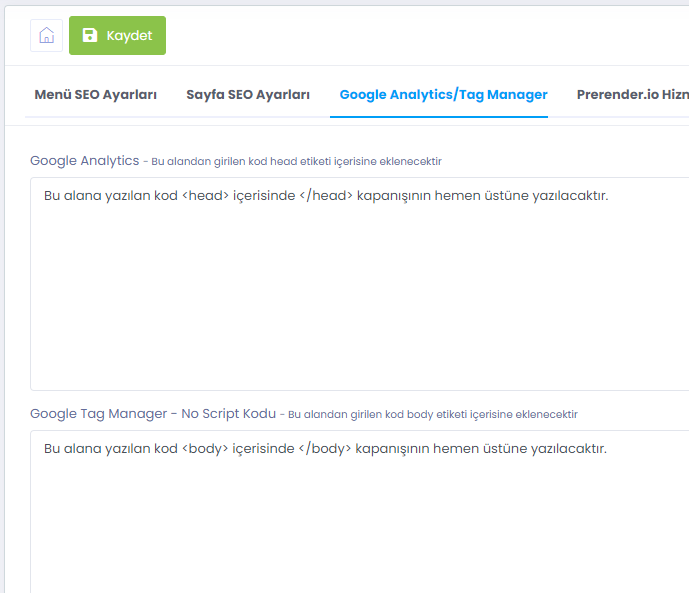 Kaydet
Menü SEO Ayarları Sayfa SEO Ayarları Google Analytics/Tag Manager Prerender.io Hizm
Google Analytics - Bu alandan girilen kod head etiketi içerisine eklenecektir
Bu alana yazılan kod <head> içerisinde </head> kapanışının hemen üstüne yazılacaktır.
Google Tag Manager - No Script Kodu - Bu alandan girilen kod body etiketi içerisine eklenecektir
Bu alana yazılan kod <body> içerisinde </body> kapanışının hemen üstüne yazılacaktır.